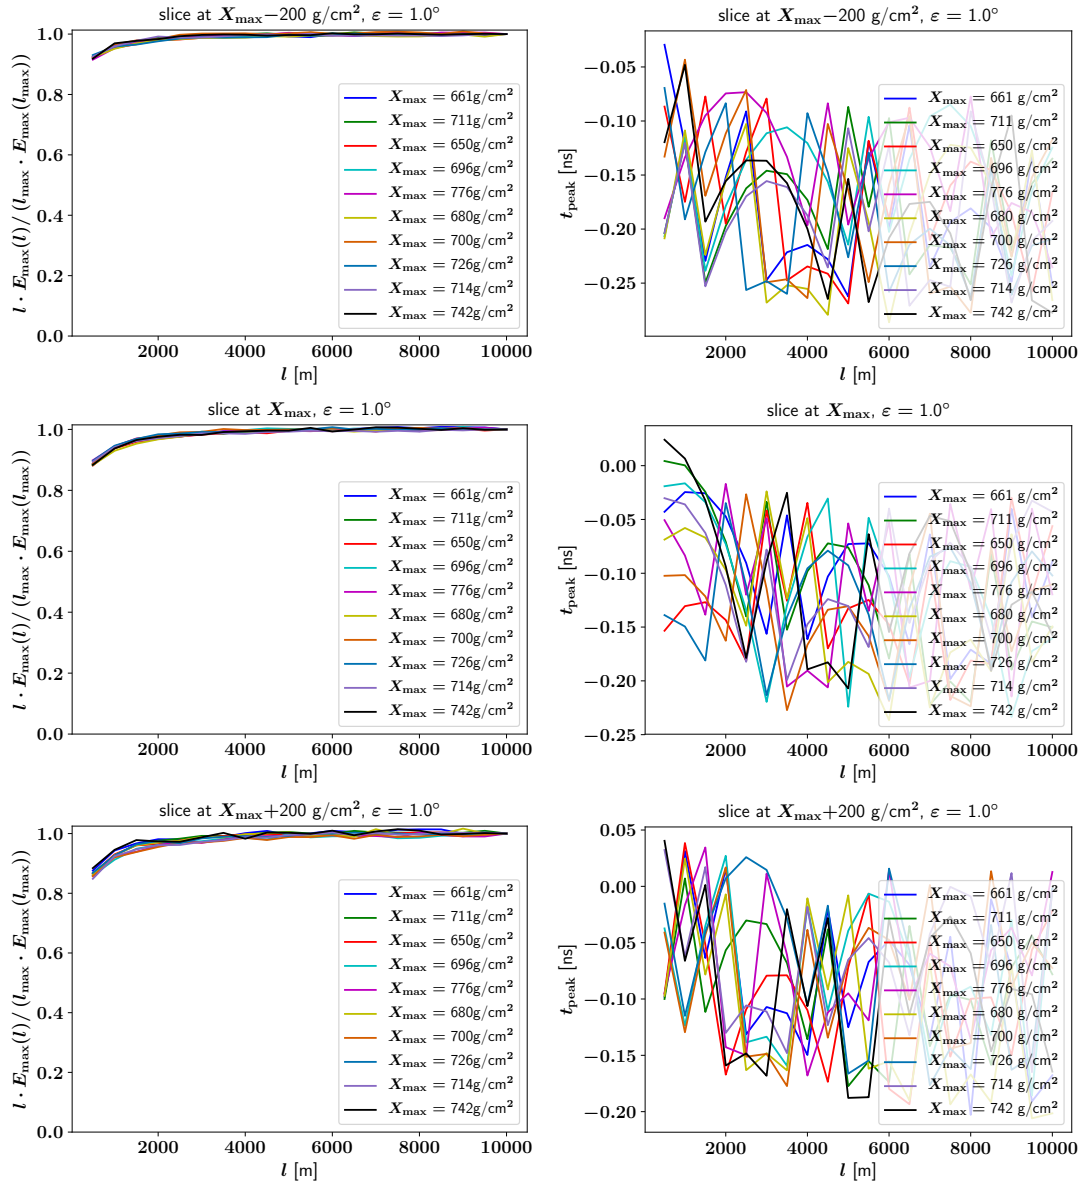 slice at Xmax−200 g/cm², ε = 1.0°
l · Emax(l)/(lmax · Emax(lmax))
1.0
0.8
0.6
0.4
0.2
0.0
Xmax = 661g/cm²
Xmax = 711g/cm²
Xmax = 650g/cm²
Xmax = 696g/cm²
Xmax = 776g/cm²
Xmax = 680g/cm²
Xmax = 700g/cm²
Xmax = 726g/cm²
Xmax = 714g/cm²
Xmax = 742g/cm²
2000 4000 6000 8000 10000
l [m]
slice at Xmax−200 g/cm², ε = 1.0°
tpeak [ns]
−0.05
−0.10
−0.15
−0.20
−0.25
Xmax = 661 g/cm²
Xmax = 711 g/cm²
Xmax = 650 g/cm²
Xmax = 696 g/cm²
Xmax = 776 g/cm²
Xmax = 680 g/cm²
Xmax = 700 g/cm²
Xmax = 726 g/cm²
Xmax = 714 g/cm²
Xmax = 742 g/cm²
2000 4000 6000 8000 10000
l [m]
slice at Xmax, ε = 1.0°
l · Emax(l)/(lmax · Emax(lmax))
1.0
0.8
0.6
0.4
0.2
0.0
Xmax = 661g/cm²
Xmax = 711g/cm²
Xmax = 650g/cm²
Xmax = 696g/cm²
Xmax = 776g/cm²
Xmax = 680g/cm²
Xmax = 700g/cm²
Xmax = 726g/cm²
Xmax = 714g/cm²
Xmax = 742g/cm²
2000 4000 6000 8000 10000
l [m]
slice at Xmax, ε = 1.0°
tpeak [ns]
0.00
−0.05
−0.10
−0.15
−0.20
−0.25
Xmax = 661 g/cm²
Xmax = 711 g/cm²
Xmax = 650 g/cm²
Xmax = 696 g/cm²
Xmax = 776 g/cm²
Xmax = 680 g/cm²
Xmax = 700 g/cm²
Xmax = 726 g/cm²
Xmax = 714 g/cm²
Xmax = 742 g/cm²
2000 4000 6000 8000 10000
l [m]
slice at Xmax+200 g/cm², ε = 1.0°
l · Emax(l)/(lmax · Emax(lmax))
1.0
0.8
0.6
0.4
0.2
0.0
Xmax = 661g/cm²
Xmax = 711g/cm²
Xmax = 650g/cm²
Xmax = 696g/cm²
Xmax = 776g/cm²
Xmax = 680g/cm²
Xmax = 700g/cm²
Xmax = 726g/cm²
Xmax = 714g/cm²
Xmax = 742g/cm²
2000 4000 6000 8000 10000
l [m]
slice at Xmax+200 g/cm², ε = 1.0°
tpeak [ns]
0.05
0.00
−0.05
−0.10
−0.15
−0.20
Xmax = 661 g/cm²
Xmax = 711 g/cm²
Xmax = 650 g/cm²
Xmax = 696 g/cm²
Xmax = 776 g/cm²
Xmax = 680 g/cm²
Xmax = 700 g/cm²
Xmax = 726 g/cm²
Xmax = 714 g/cm²
Xmax = 742 g/cm²
2000 4000 6000 8000 10000
l [m]